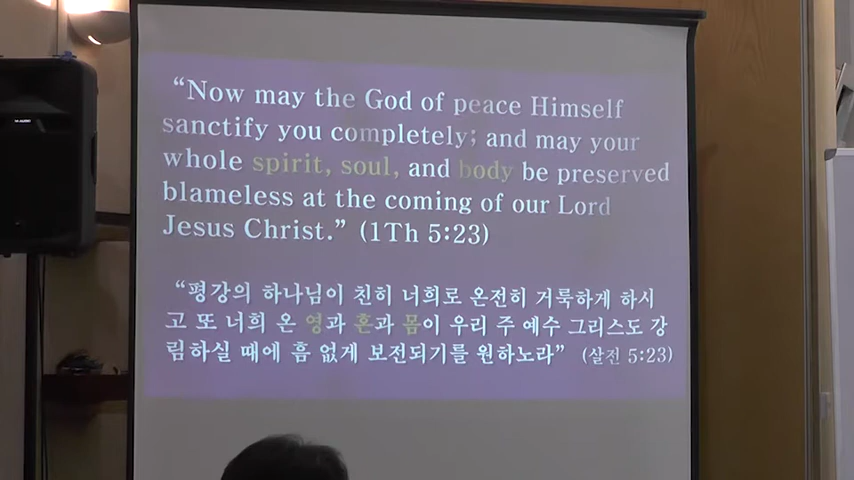 “Now may the God of peace Himself
sanctify you completely; and may your
whole spirit, soul, and body be preserved
blameless at the coming of our Lord
Jesus Christ.” (1Th 5:23)
“평강의 하나님이 친히 너희로 온전히 거룩하게 하시
고 또 너희 온 영과 혼과 몸이 우리 주 예수 그리스도 강
림하실 때에 흠 없게 보전되기를 원하노라” (살전 5:23)